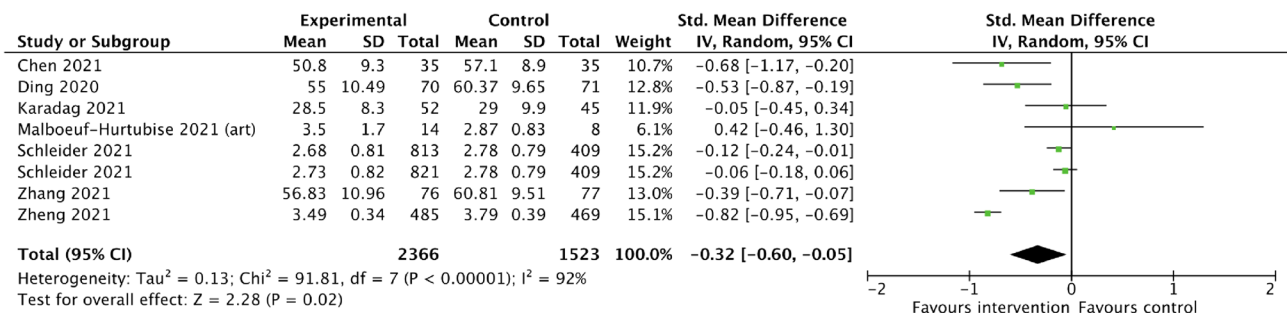 Experimental Control Std. Mean Difference Std. Mean Difference
Study or Subgroup Mean SD Total Mean SD Total Weight IV, Random, 95% CI IV, Random, 95% CI
Chen 2021 50.8 9.3 35 57.1 8.9 35 10.7% -0.68 [-1.17, -0.20]
Ding 2020 55 10.49 70 60.37 9.65 71 12.8% -0.53 [-0.87, -0.19]
Karadag 2021 28.5 8.3 52 29 9.9 45 11.9% -0.05 [-0.45, 0.34]
Malboeuf-Hurtubise 2021 (art) 3.5 1.7 14 2.87 0.83 8 6.1% 0.42 [-0.46, 1.30]
Schleider 2021 2.68 0.81 813 2.78 0.79 409 15.2% -0.12 [-0.24, -0.01]
Schleider 2021 2.73 0.82 821 2.78 0.79 409 15.2% -0.06 [-0.18, 0.06]
Zhang 2021 56.83 10.96 76 60.81 9.51 77 13.0% -0.39 [-0.71, -0.07]
Zheng 2021 3.49 0.34 485 3.79 0.39 469 15.1% -0.82 [-0.95, -0.69]
Total (95% CI) 2366 1523 100.0% -0.32 [-0.60, -0.05]
Heterogeneity: Tau² = 0.13; Chi² = 91.81, df = 7 (P < 0.00001); I² = 92%
Test for overall effect: Z = 2.28 (P = 0.02)
-2 -1 0 1 2
Favours intervention Favours control